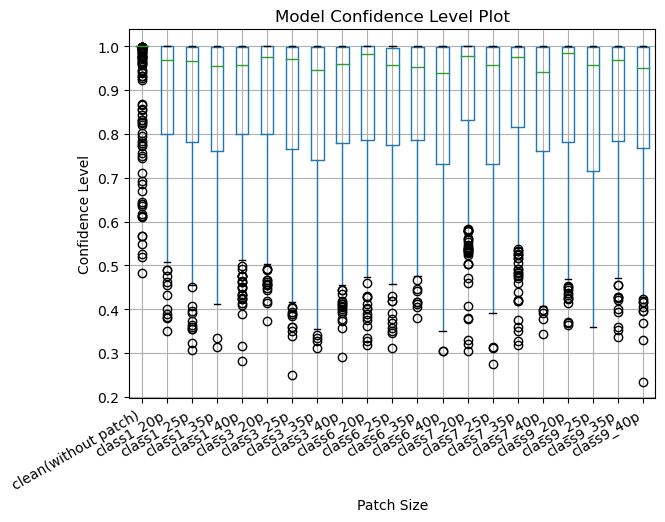 Model Confidence Level Plot
Confidence Level
1.0
0.9
0.8
0.7
0.6
0.5
0.4
0.3
0.2
clean(without patch)
class1_20p
class1_25p
class1_35p
class1_40p
class3_20p
class3_25p
class3_35p
class3_40p
class6_20p
class6_25p
class6_35p
class6_40p
class7_20p
class7_25p
class7_35p
class7_40p
class9_20p
class9_25p
class9_35p
class9_40p
Patch Size